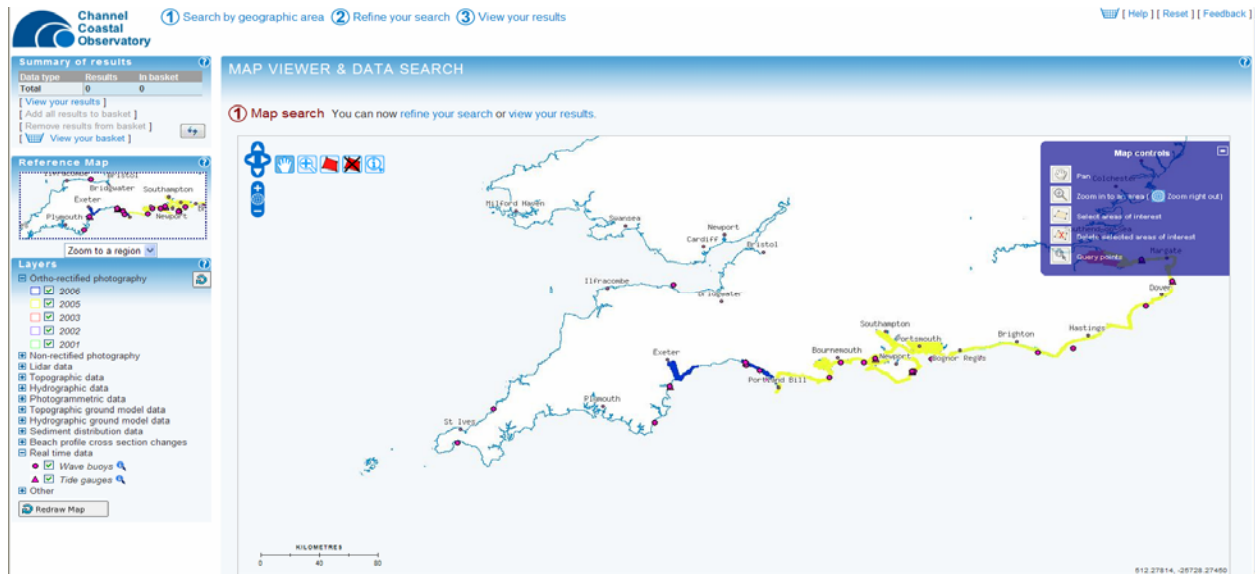 Channel
Coastal
Observatory
1 Search by geographic area 2 Refine your search 3 View your results
[ Help ] [ Reset ] [ Feedback ]
Summary of results
Data type Results In basket
Total 0 0
[ View your results ]
[ Add all results to basket ]
[ Remove results from basket ]
[ View your basket ]
Reference Map
Ilfracombe Bristol
Bridgwater Southampton
Exeter
Plymouth Newport
Zoom to a region
Layers
Ortho-rectified photography
2006
2005
2003
2002
2001
Non-rectified photography
Lidar data
Topographic data
Hydrographic data
Photogrammetric data
Topographic ground model data
Hydrographic ground model data
Sediment distribution data
Beach profile cross section changes
Real time data
Wave buoys
Tide gauges
Other
Redraw Map
MAP VIEWER & DATA SEARCH
1 Map search You can now refine your search or view your results.
Map controls
Pan
Colchester
Zoom in to an area ( Zoom right out)
Select areas of interest
Delete selected areas of interest
Query points
Margate
Milford Haven
Swansea
Newport
Cardiff
Bristol
Ilfracombe
Bridgwater
Dover
Southampton
Portsmouth
Brighton
Hastings
Exeter
Bournemouth
Newport
Bognor Regis
Portland Bill
Plymouth
St Ives
KILOMETRES
0 40 80